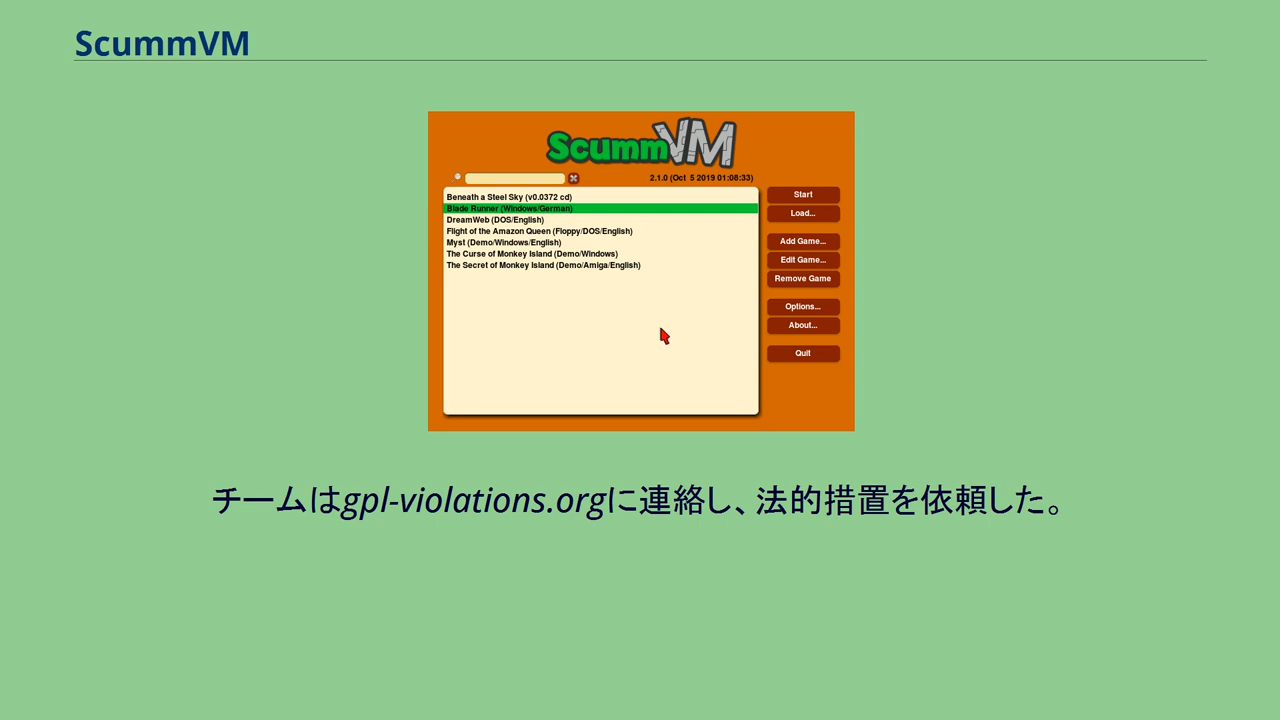 ScummVM
ScummVM
2.1.0 (Oct 5 2019 01:08:33)
Beneath a Steel Sky (v0.0372 cd)
Blade Runner (Windows/German)
DreamWeb (DOS/English)
Flight of the Amazon Queen (Floppy/DOS/English)
Myst (Demo/Windows/English)
The Curse of Monkey Island (Demo/Windows)
The Secret of Monkey Island (Demo/Amiga/English)
Start
Load...
Add Game...
Edit Game...
Remove Game
Options...
About...
Quit
チームはgpl-violations.orgに連絡し、法的措置を依頼した。